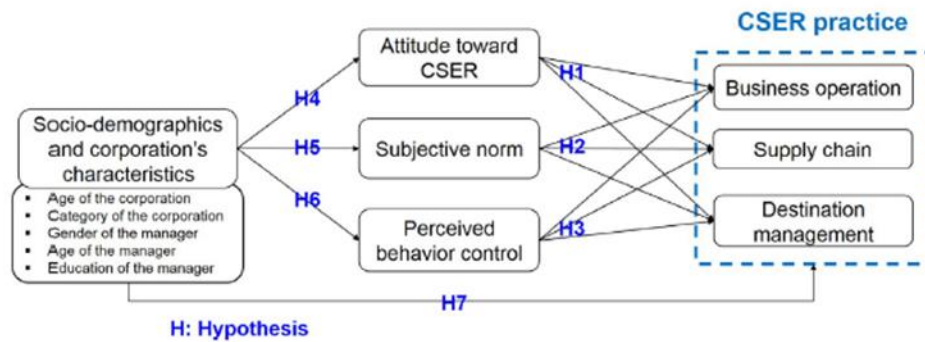 CSER practice
Attitude toward
CSER
H1
Business operation
H4
Socio-demographics
and corporation's
characteristics
H5
Subjective norm
H2
Supply chain
▪ Age of the corporation
▪ Category of the corporation
▪ Gender of the manager
▪ Age of the manager
▪ Education of the manager
H6
Perceived
behavior control
H3
Destination
management
H7
H: Hypothesis